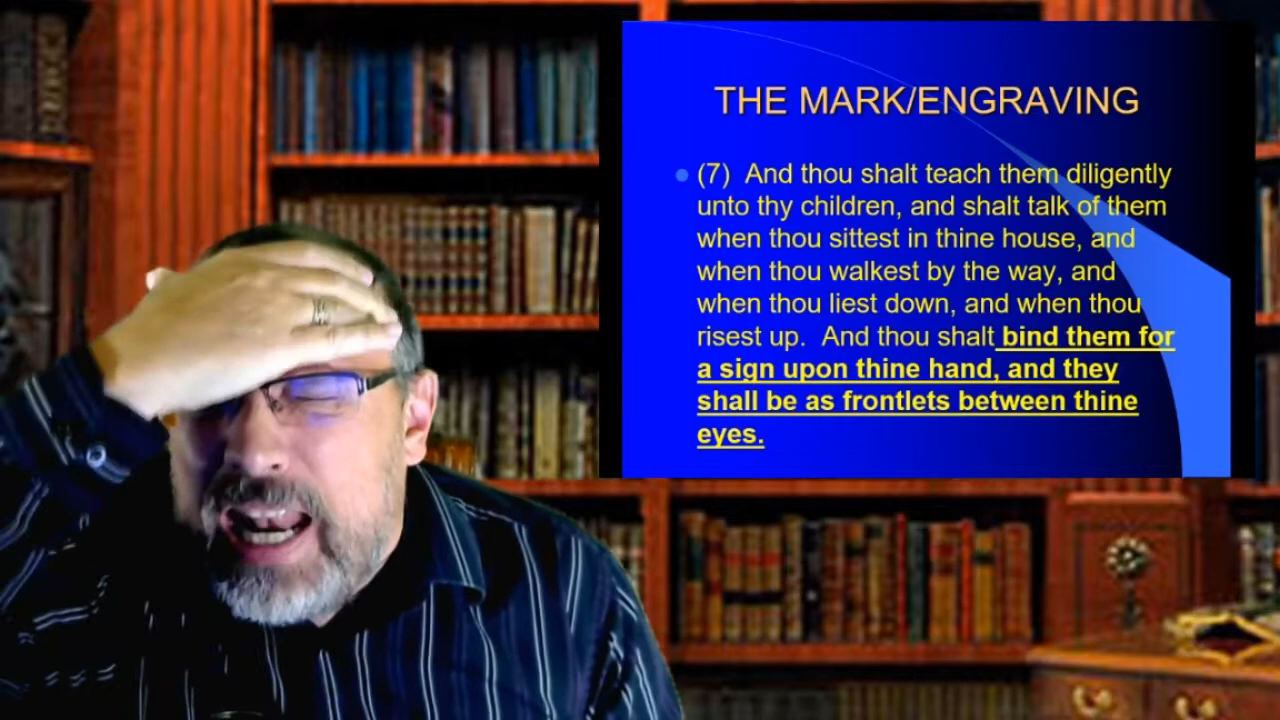 THE MARK/ENGRAVING
(7) And thou shalt teach them diligently
unto thy children, and shalt talk of them
when thou sittest in thine house, and
when thou walkest by the way, and
when thou liest down, and when thou
risest up. And thou shalt bind them for
a sign upon thine hand, and they
shall be as frontlets between thine
eyes.